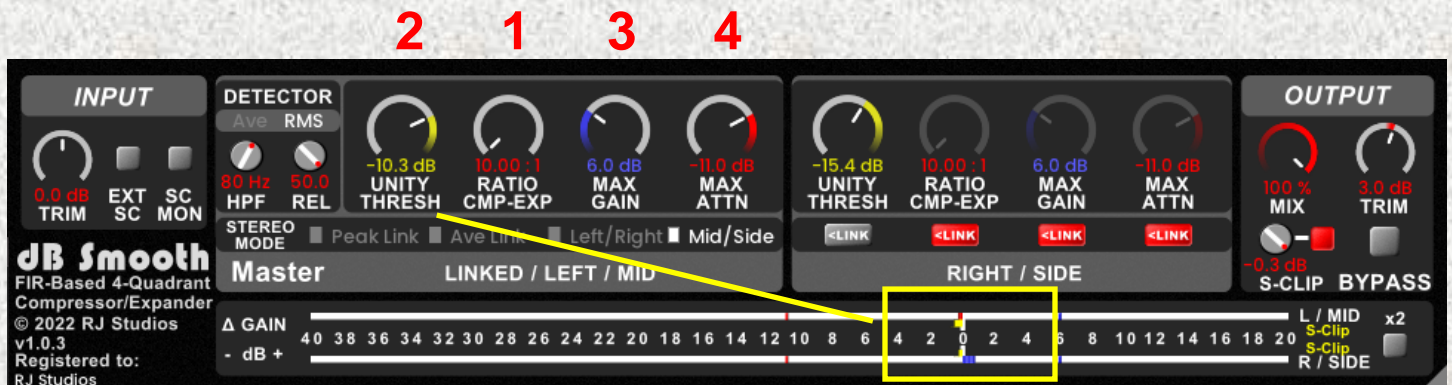 2 1 3 4
INPUT
0.0 dB
TRIM
EXT
SC
SC
MON
DETECTOR
Ave RMS
80 Hz
HPF
50.0
REL
-10.3 dB
UNITY
THRESH
10.00 : 1
RATIO
CMP-EXP
6.0 dB
MAX
GAIN
-11.0 dB
MAX
ATTN
-15.4 dB
UNITY
THRESH
10.00 : 1
RATIO
CMP-EXP
6.0 dB
MAX
GAIN
-11.0 dB
MAX
ATTN
OUTPUT
100 %
MIX
3.0 dB
TRIM
-0.3 dB
S-CLIP
BYPASS
STEREO
MODE
Peak Link Ave Link Left/Right Mid/Side
<LINK <LINK <LINK <LINK
Master LINKED / LEFT / MID
RIGHT / SIDE
dB Smooth
FIR-Based 4-Quadrant
Compressor/Expander
© 2022 RJ Studios
v1.0.3
Registered to:
RJ Studios
Δ GAIN
- dB +
40 38 36 34 32 30 28 26 24 22 20 18 16 14 12 10 8 6 4 2 0 2 4 6 8 10 12 14 16 18 20
L / MID
S-Clip
S-Clip
R / SIDE
x2